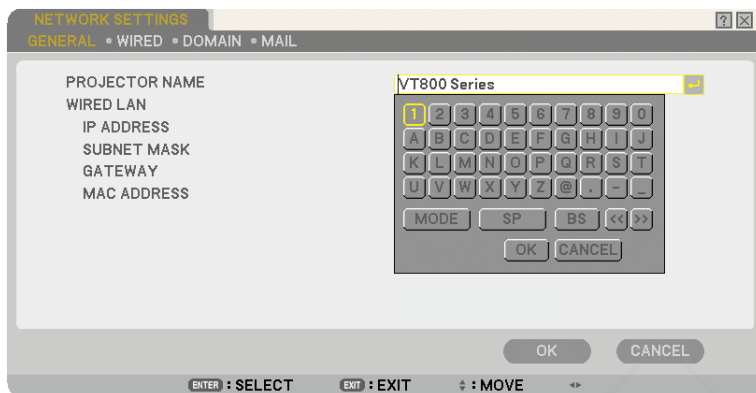 NETWORK SETTINGS ? X
GENERAL • WIRED • DOMAIN • MAIL
PROJECTOR NAME VT800 Series
WIRED LAN
IP ADDRESS
SUBNET MASK
GATEWAY
MAC ADDRESS
1 2 3 4 5 6 7 8 9 0
A B C D E F G H I J
K L M N O P Q R S T
U V W X Y Z @ . - _
MODE SP BS << >>
OK CANCEL
OK CANCEL
ENTER : SELECT EXIT : EXIT : MOVE